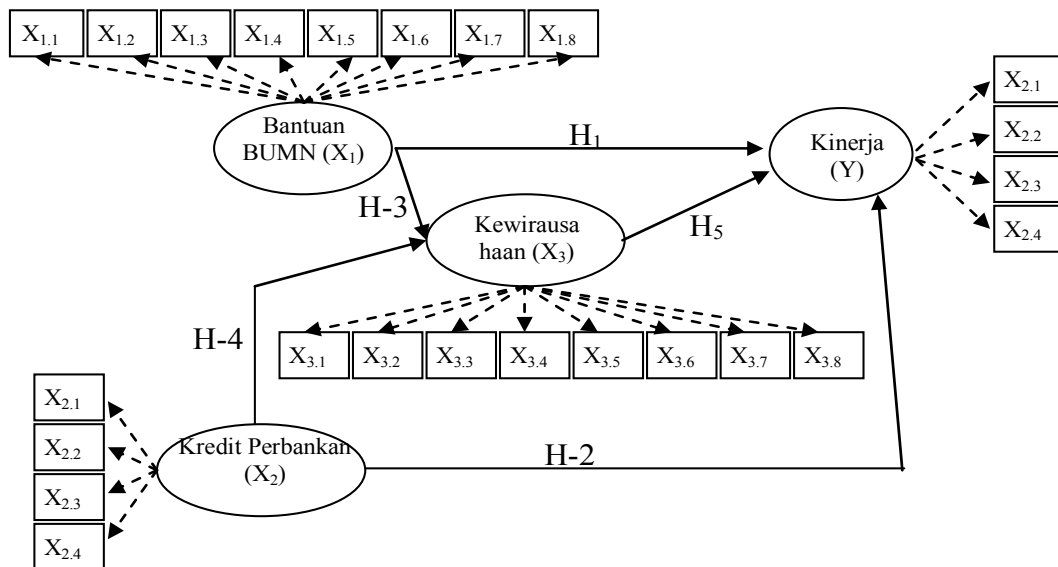 X1.1 X1.2 X1.3 X1.4 X1.5 X1.6 X1.7 X1.8
Bantuan
BUMN (X1)
H1
Kinerja
(Y)
X2.1
X2.2
X2.3
X2.4
H-3
Kewirausa
haan (X3)
H5
H-4
X3.1 X3.2 X3.3 X3.4 X3.5 X3.6 X3.7 X3.8
X2.1
X2.2
X2.3
X2.4
Kredit Perbankan
(X2)
H-2